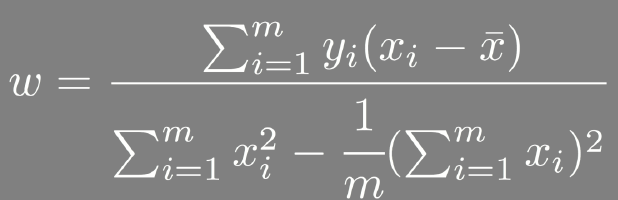 w = \frac{\sum_{i=1}^{m} y_i(x_i - \bar{x})}{\sum_{i=1}^{m} x_i^2 - \frac{1}{m}(\sum_{i=1}^{m} x_i)^2}